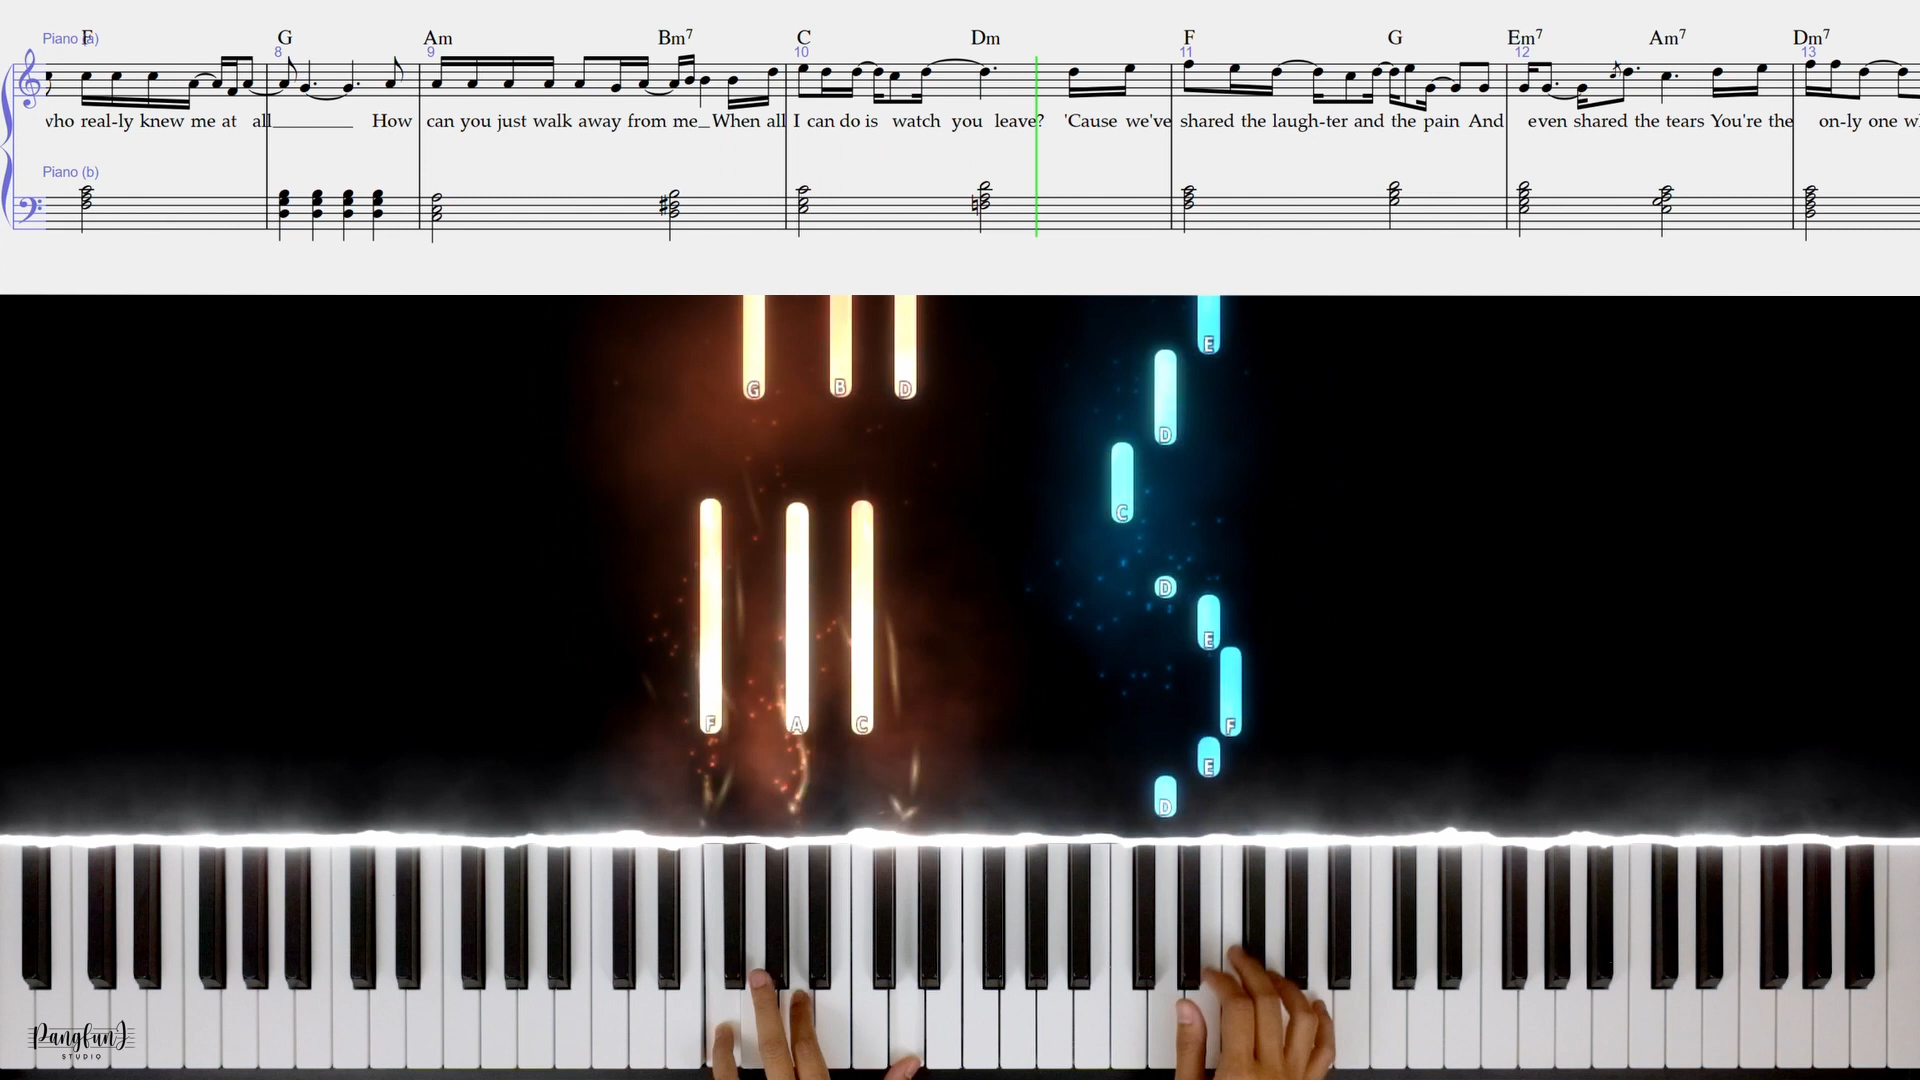 Piano (a)
F G Am Bm7 C Dm F G Em7 Am7 Dm7
8 9 10 11 12 13
who real-ly knew me at all How can you just walk away from me_When all I can do is watch you leave? 'Cause we've shared the laugh-ter and the pain And even shared the tears You're the on-ly one w
Piano (b)
E
G B D
D
C
D
E
F A C F
E
D
PangfunJ
STUDIO